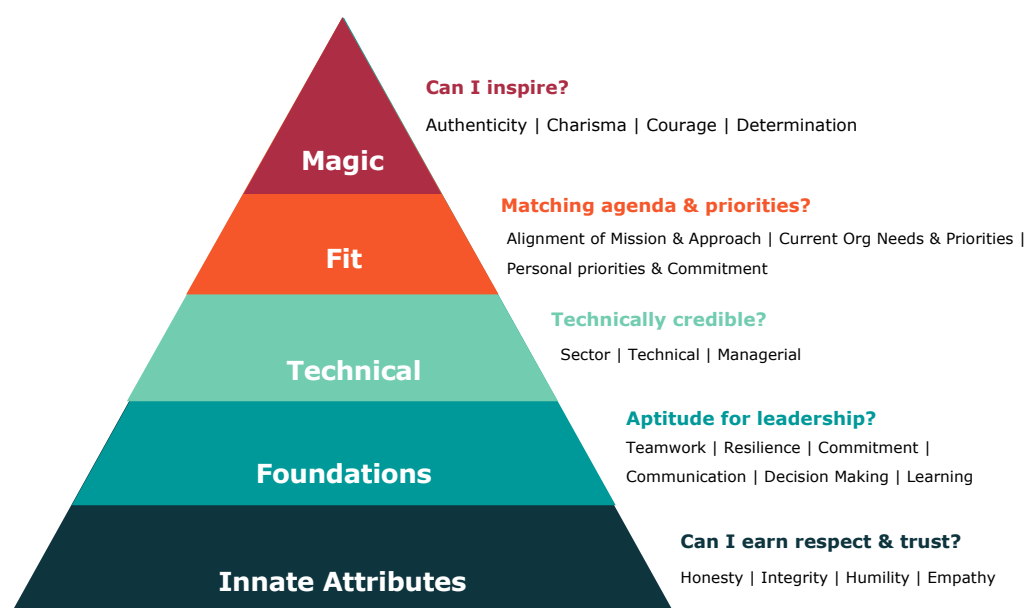 Can I inspire?
Authenticity | Charisma | Courage | Determination
Magic
Matching agenda & priorities?
Alignment of Mission & Approach | Current Org Needs & Priorities |
Personal priorities & Commitment
Fit
Technically credible?
Sector | Technical | Managerial
Technical
Aptitude for leadership?
Teamwork | Resilience | Commitment |
Communication | Decision Making | Learning
Foundations
Can I earn respect & trust?
Honesty | Integrity | Humility | Empathy
Innate Attributes